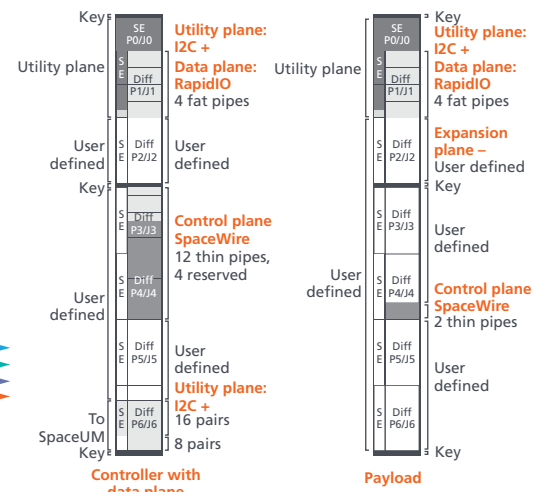 Key
SE
P0/J0
Utility plane:
I2C +
Data plane:
RapidIO
4 fat pipes
Utility plane
S
E
Diff
P1/J1
User
defined
S
E
Diff
P2/J2
User
defined
Key
S
E
Diff
P3/J3
Control plane
SpaceWire
12 thin pipes,
4 reserved
S
E
Diff
P4/J4
User
defined
S
E
Diff
P5/J5
User
defined
Utility plane:
I2C +
16 pairs
To
SpaceUM
S
E
Diff
P6/J6
8 pairs
Key
Controller with
data plane
Key
SE
P0/J0
Utility plane:
I2C +
Data plane:
RapidIO
4 fat pipes
Utility plane
S
E
Diff
P1/J1
S
E
Diff
P2/J2
Expansion
plane –
User defined
Key
S
E
Diff
P3/J3
User
defined
User
defined
S
E
Diff
P4/J4
Control plane
SpaceWire
2 thin pipes
S
E
Diff
P5/J5
User
defined
S
E
Diff
P6/J6
Key
Payload